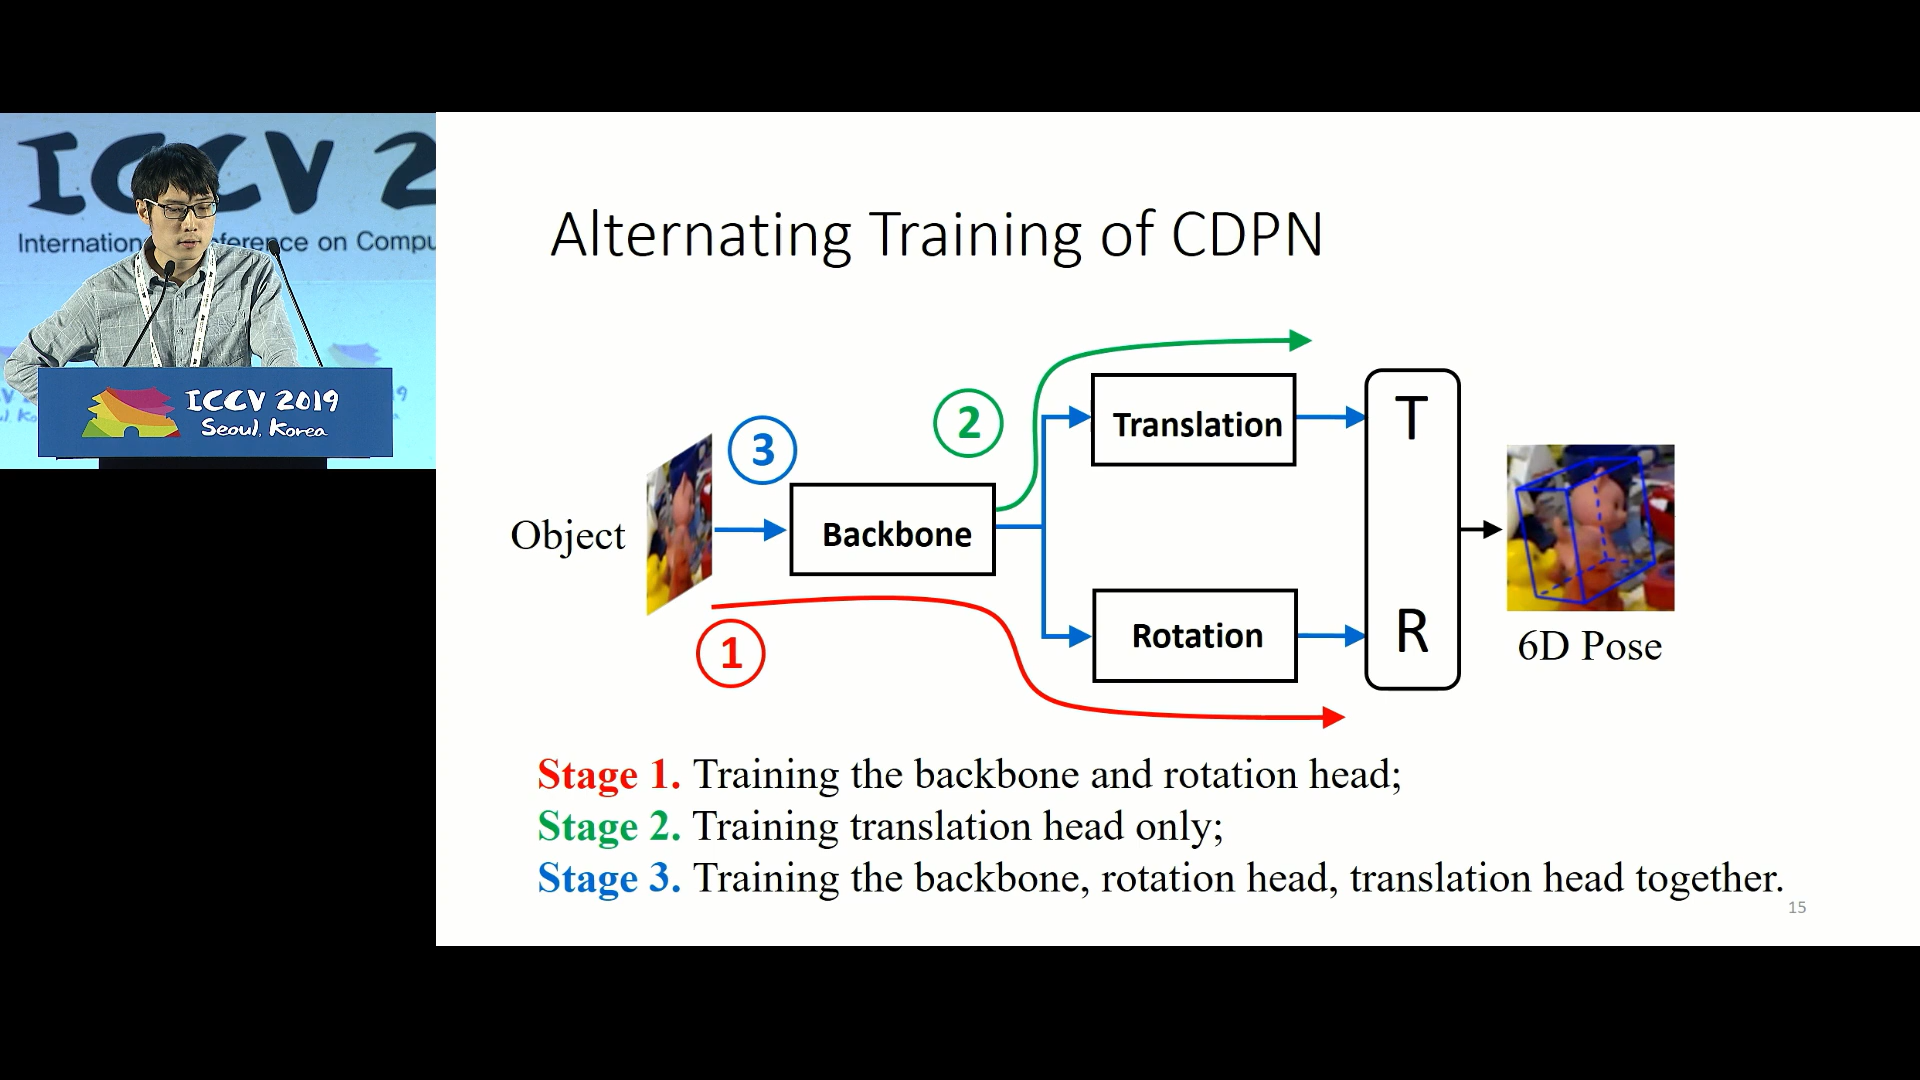 ICCV 2
International Conference on Compu
ICCV 2019
Seoul, Korea
Alternating Training of CDPN
2
T
Translation
3
Object
Backbone
1
Rotation
R
6D Pose
Stage 1. Training the backbone and rotation head;
Stage 2. Training translation head only;
Stage 3. Training the backbone, rotation head, translation head together.
15